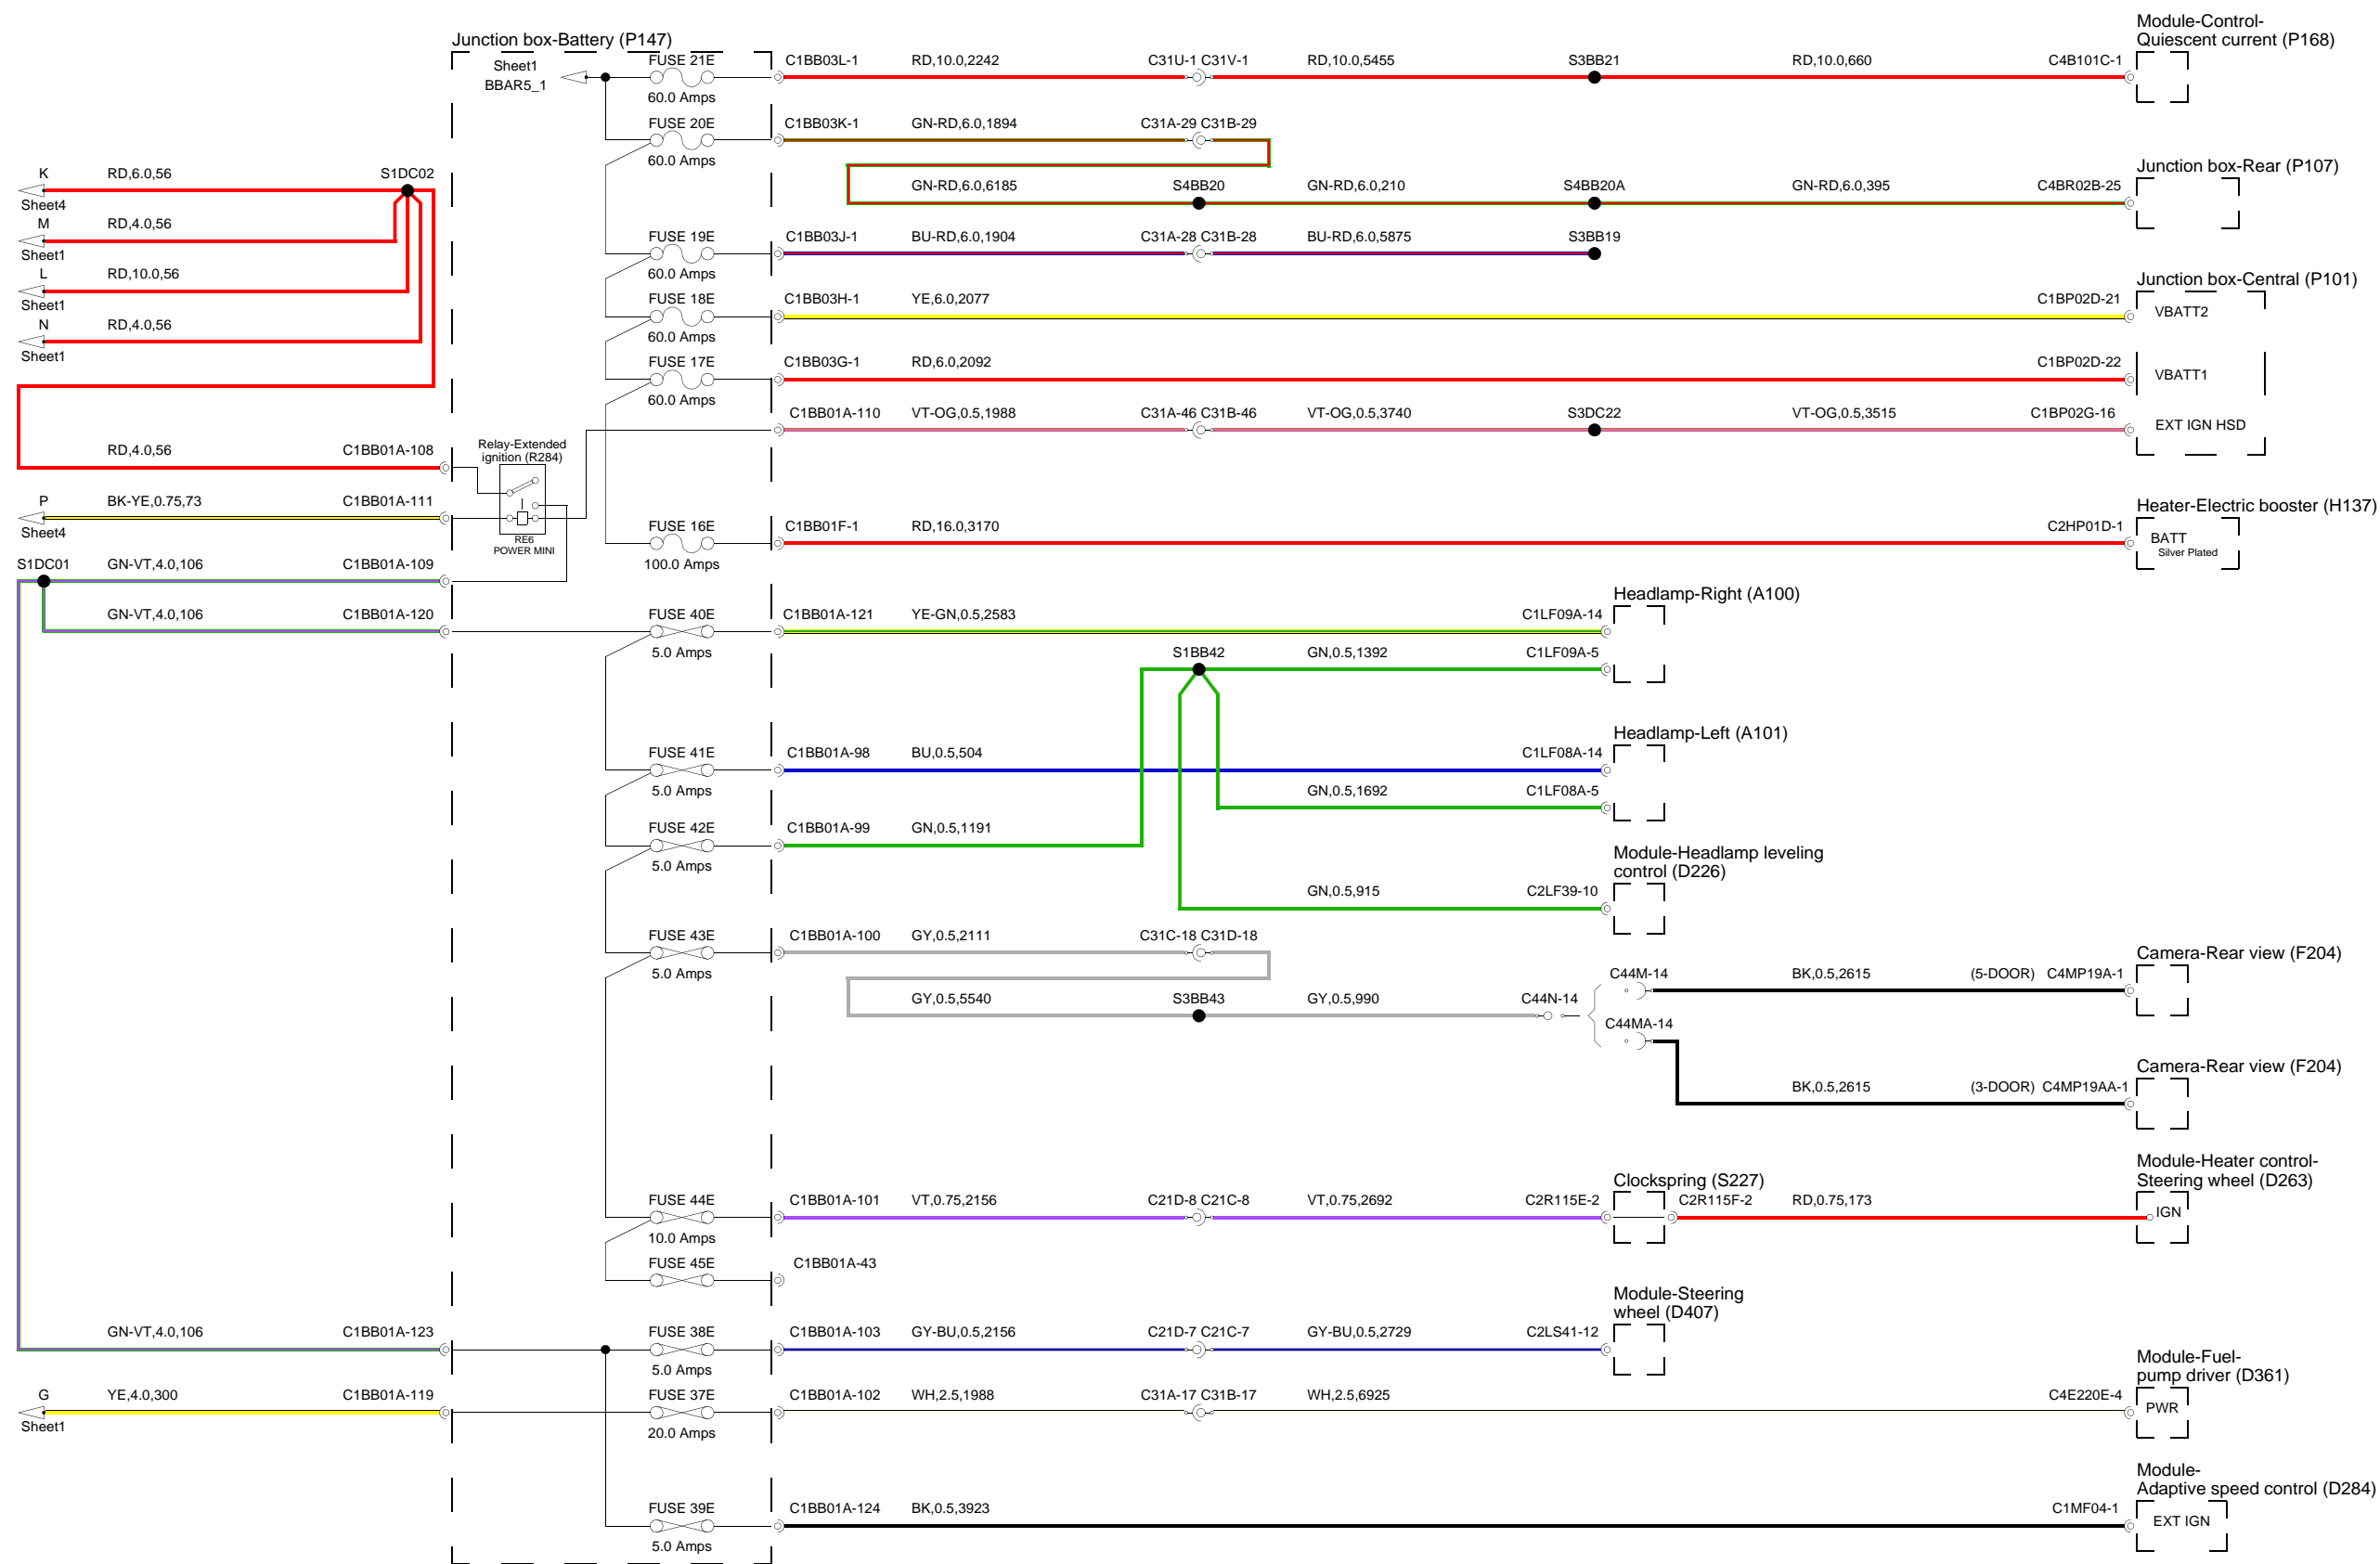 Module-Control-
Quiescent current (P168)
Junction box-Battery (P147)
Sheet1
BBAR5_1
FUSE 21E
60.0 Amps
C1BB03L-1
RD,10.0,2242
C31U-1 C31V-1
RD,10.0,5455
S3BB21
RD,10.0,660
C4B101C-1
FUSE 20E
60.0 Amps
C1BB03K-1
GN-RD,6.0,1894
C31A-29 C31B-29
Junction box-Rear (P107)
K
RD,6.0,56
S1DC02
Sheet4
GN-RD,6.0,6185
S4BB20
GN-RD,6.0,210
S4BB20A
GN-RD,6.0,395
C4BR02B-25
M
RD,4.0,56
Sheet1
FUSE 19E
60.0 Amps
C1BB03J-1
BU-RD,6.0,1904
C31A-28 C31B-28
BU-RD,6.0,5875
S3BB19
L
RD,10.0,56
Sheet1
Junction box-Central (P101)
FUSE 18E
60.0 Amps
C1BB03H-1
YE,6.0,2077
C1BP02D-21
VBATT2
N
RD,4.0,56
Sheet1
FUSE 17E
60.0 Amps
C1BB03G-1
RD,6.0,2092
C1BP02D-22
VBATT1
C1BB01A-110
VT-OG,0.5,1988
C31A-46 C31B-46
VT-OG,0.5,3740
S3DC22
VT-OG,0.5,3515
C1BP02G-16
EXT IGN HSD
RD,4.0,56
C1BB01A-108
Relay-Extended
ignition (R284)
P
BK-YE,0.75,73
C1BB01A-111
Sheet4
RE6
POWER MINI
Heater-Electric booster (H137)
FUSE 16E
100.0 Amps
C1BB01F-1
RD,16.0,3170
C2HP01D-1
BATT
Silver Plated
S1DC01
GN-VT,4.0,106
C1BB01A-109
GN-VT,4.0,106
C1BB01A-120
Headlamp-Right (A100)
FUSE 40E
5.0 Amps
C1BB01A-121
YE-GN,0.5,2583
C1LF09A-14
S1BB42
GN,0.5,1392
C1LF09A-5
Headlamp-Left (A101)
FUSE 41E
5.0 Amps
C1BB01A-98
BU,0.5,504
C1LF08A-14
GN,0.5,1692
C1LF08A-5
FUSE 42E
5.0 Amps
C1BB01A-99
GN,0.5,1191
Module-Headlamp leveling
control (D226)
GN,0.5,915
C2LF39-10
FUSE 43E
5.0 Amps
C1BB01A-100
GY,0.5,2111
C31C-18 C31D-18
GY,0.5,5540
S3BB43
GY,0.5,990
C44N-14
C44M-14
BK,0.5,2615
(5-DOOR) C4MP19A-1
Camera-Rear view (F204)
C44MA-14
BK,0.5,2615
(3-DOOR) C4MP19AA-1
Camera-Rear view (F204)
Module-Heater control-
Steering wheel (D263)
Clockspring (S227)
FUSE 44E
10.0 Amps
C1BB01A-101
VT,0.75,2156
C21D-8 C21C-8
VT,0.75,2692
C2R115E-2
C2R115F-2
RD,0.75,173
IGN
FUSE 45E
C1BB01A-43
Module-Steering
wheel (D407)
GN-VT,4.0,106
C1BB01A-123
FUSE 38E
5.0 Amps
C1BB01A-103
GY-BU,0.5,2156
C21D-7 C21C-7
GY-BU,0.5,2729
C2LS41-12
Module-Fuel-
pump driver (D361)
G
YE,4.0,300
C1BB01A-119
Sheet1
FUSE 37E
20.0 Amps
C1BB01A-102
WH,2.5,1988
C31A-17 C31B-17
WH,2.5,6925
C4E220E-4
PWR
Module-
Adaptive speed control (D284)
FUSE 39E
5.0 Amps
C1BB01A-124
BK,0.5,3923
C1MF04-1
EXT IGN